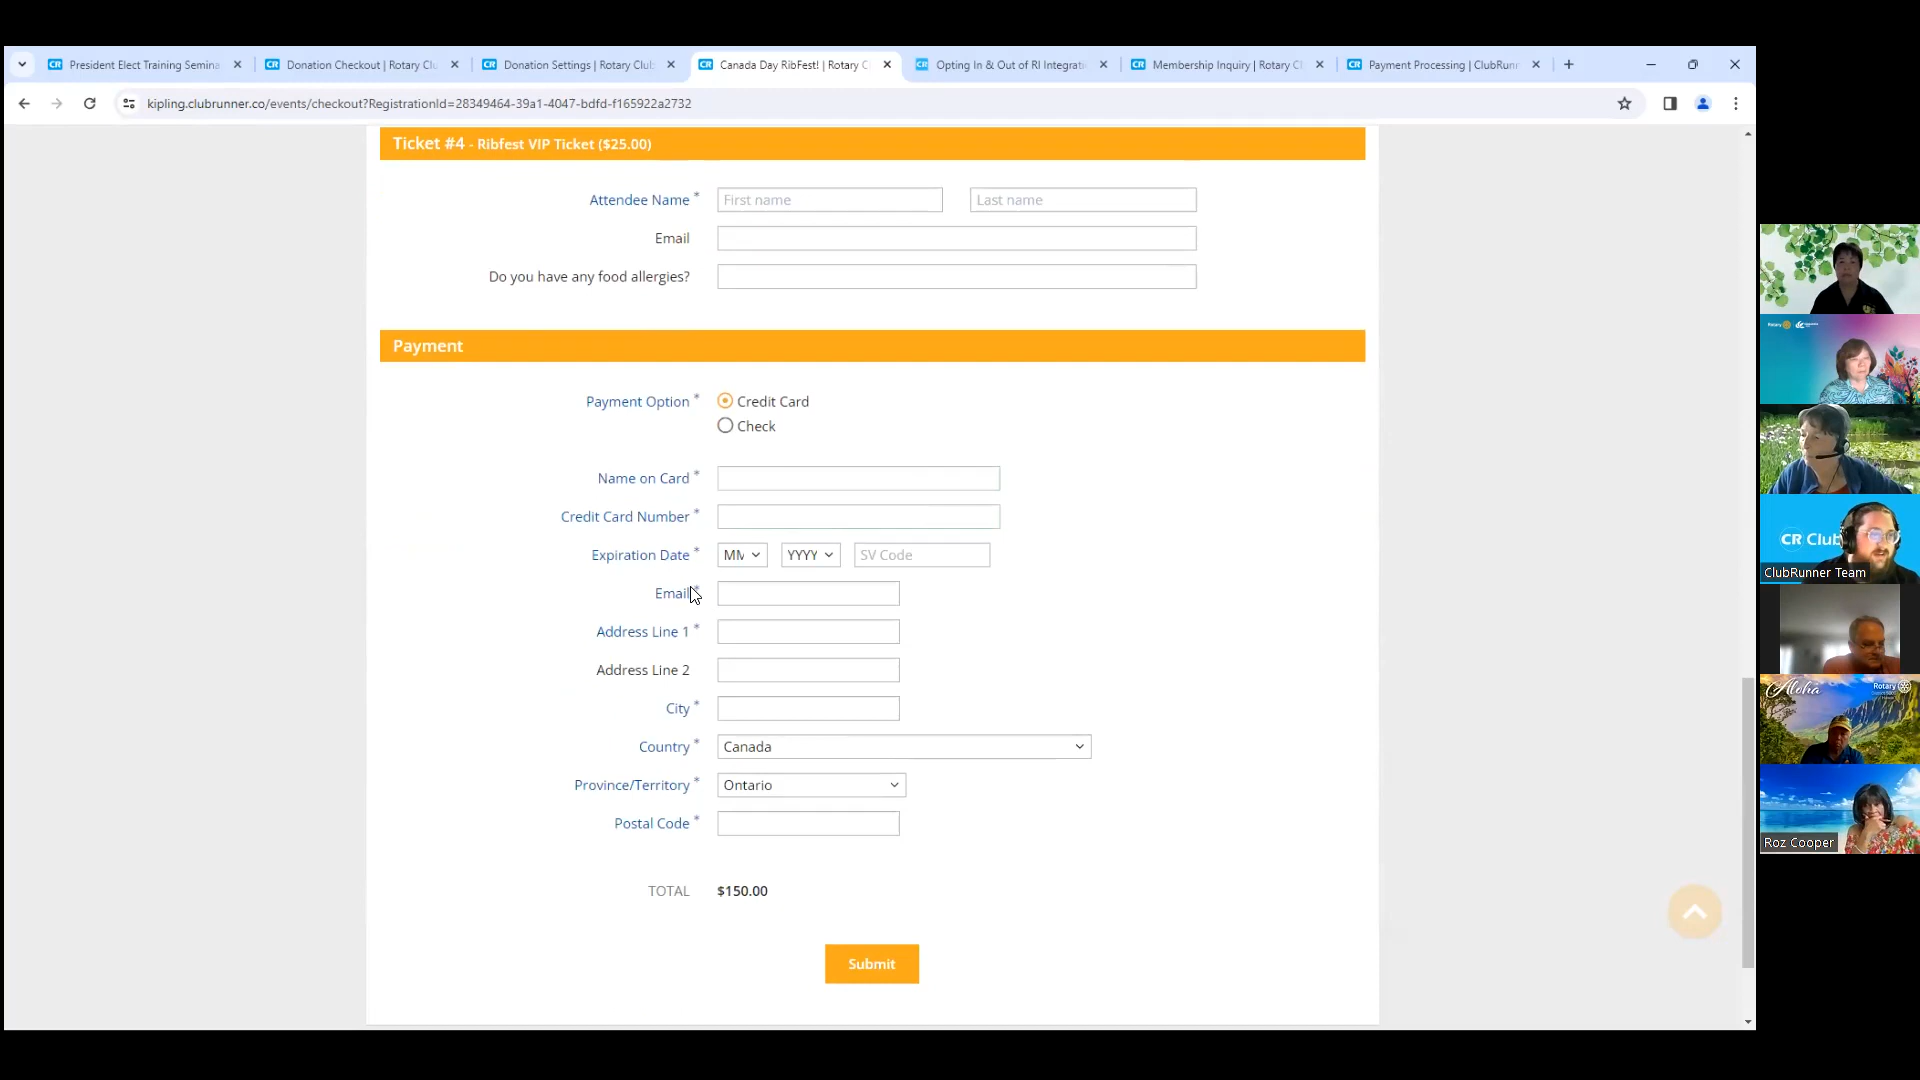 President Elect Training Semina
Donation Checkout | Rotary Clu
Donation Settings | Rotary Club
Canada Day RibFest! | Rotary C
Opting In & Out of RI Integrati
Membership Inquiry | Rotary C
Payment Processing | ClubRunn
kipling.clubrunner.co/events/checkout?RegistrationId=28349464-39a1-4047-bdfd-f165922a2732
Ticket #4 - Ribfest VIP Ticket ($25.00)
Attendee Name * First name Last name
Email
Do you have any food allergies?
Payment
Payment Option * Credit Card
Check
Name on Card *
Credit Card Number *
Expiration Date * MM YYYY SV Code
Email *
Address Line 1 *
Address Line 2
City *
Country * Canada
Province/Territory * Ontario
Postal Code *
TOTAL $150.00
Submit
Rotary
CR Club
ClubRunner Team
Aloha
Rotary
Roz Cooper